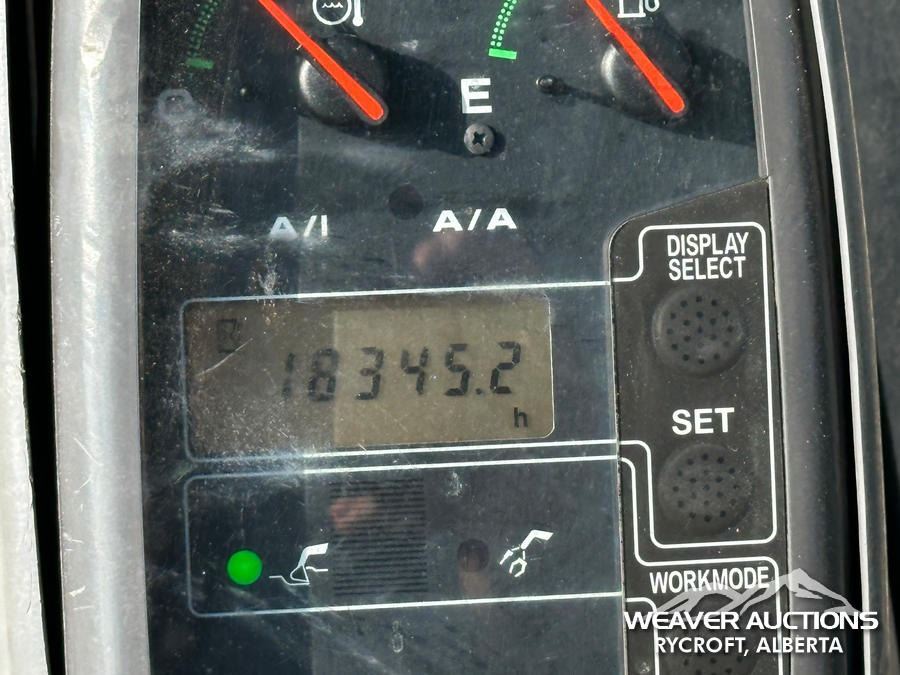 E
A/I
A/A
DISPLAY
SELECT
18345.2
h
SET
WORKMODE
WEAVER AUCTIONS
RYCROFT, ALBERTA